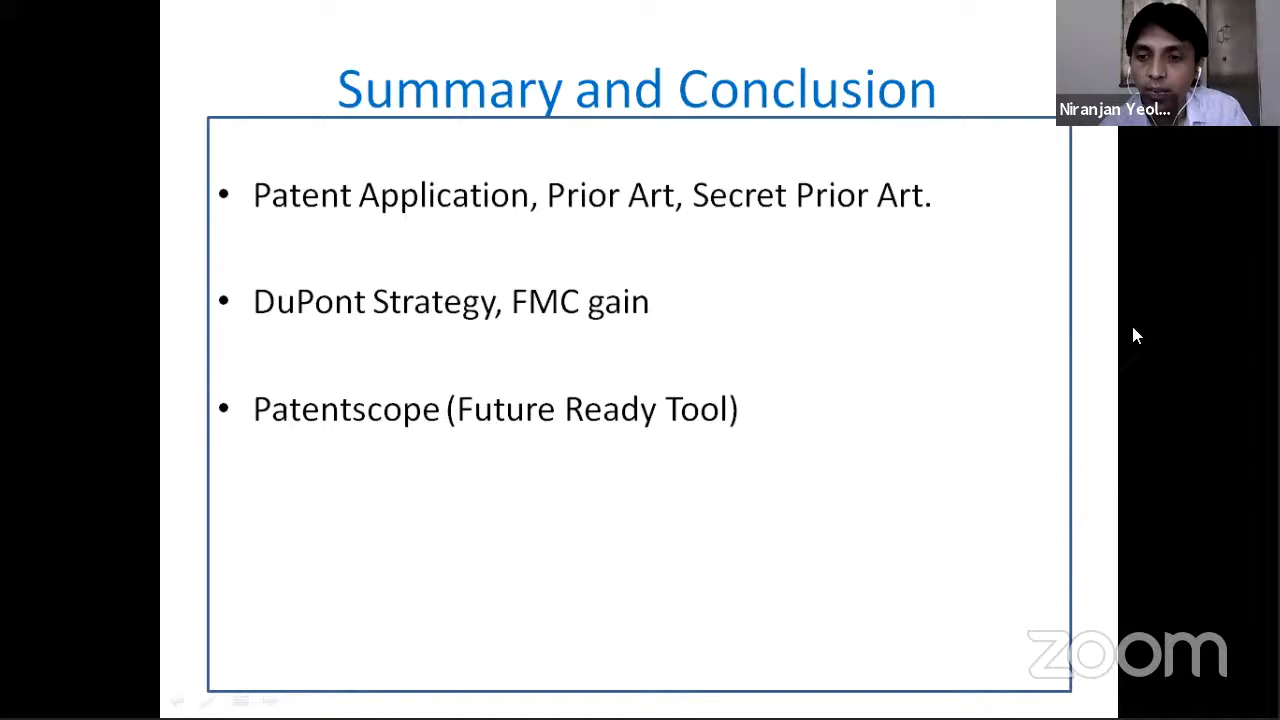 Summary and Conclusion
Niranjan Yeol...
• Patent Application, Prior Art, Secret Prior Art.
• DuPont Strategy, FMC gain
• Patentscope (Future Ready Tool)
zoom